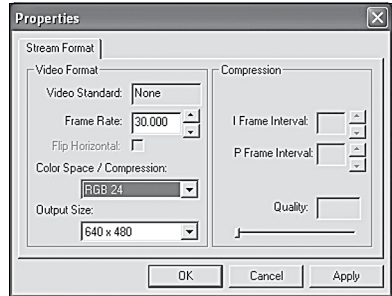 Properties
Stream Format
Video Format
Video Standard: None
Frame Rate: 30.000
Flip Horizontal:
Color Space / Compression:
RGB 24
Output Size:
640 x 480
Compression
I Frame Interval:
P Frame Interval:
Quality:
OK Cancel Apply